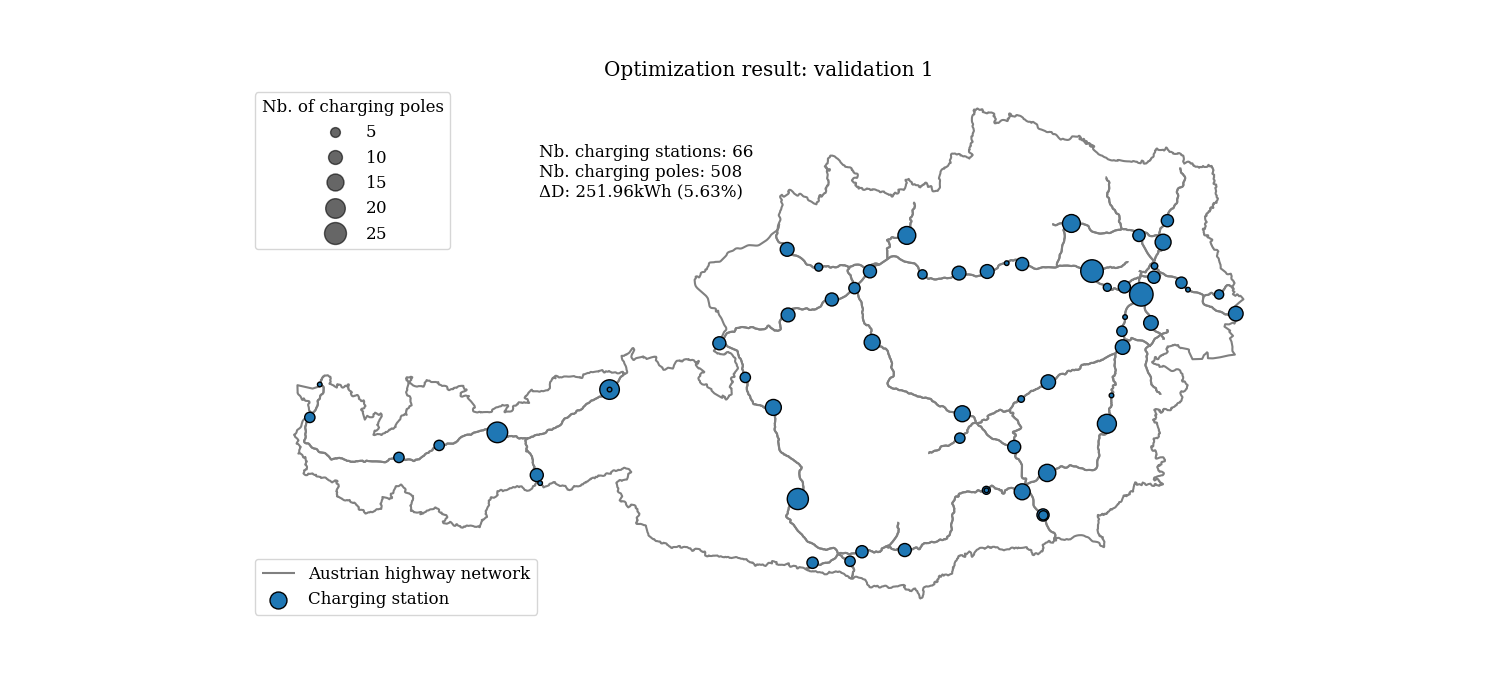 Optimization result: validation 1
Nb. of charging poles
5
10
15
20
25
Nb. charging stations: 66
Nb. charging poles: 508
ΔD: 251.96kWh (5.63%)
Austrian highway network
Charging station